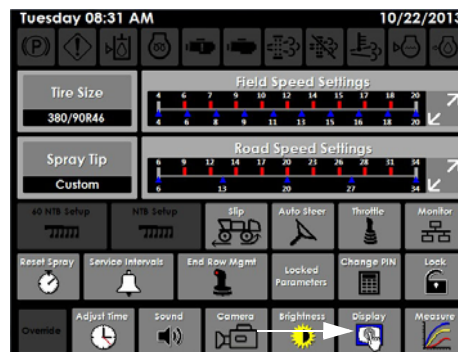 Tuesday 08:31 AM 10/22/2013
(P)
Tire Size
380/90R46
Field Speed Settings
4 6 7 9 10 12 14 15 17 18 20
4 6 8 9 11 13 15 16 18 20
Spray Tip
Custom
Road Speed Settings
6 9 12 14 17 20 23 26 28 31 34
6 13 20 27 34
60 NTB Setup NTB Setup Slip Auto Steer Throttle Monitor
Reset Spray Service Intervals End Row Mgmt Locked Parameters Change PIN Lock
Override Adjust Time Sound Camera Brightness Display Measure